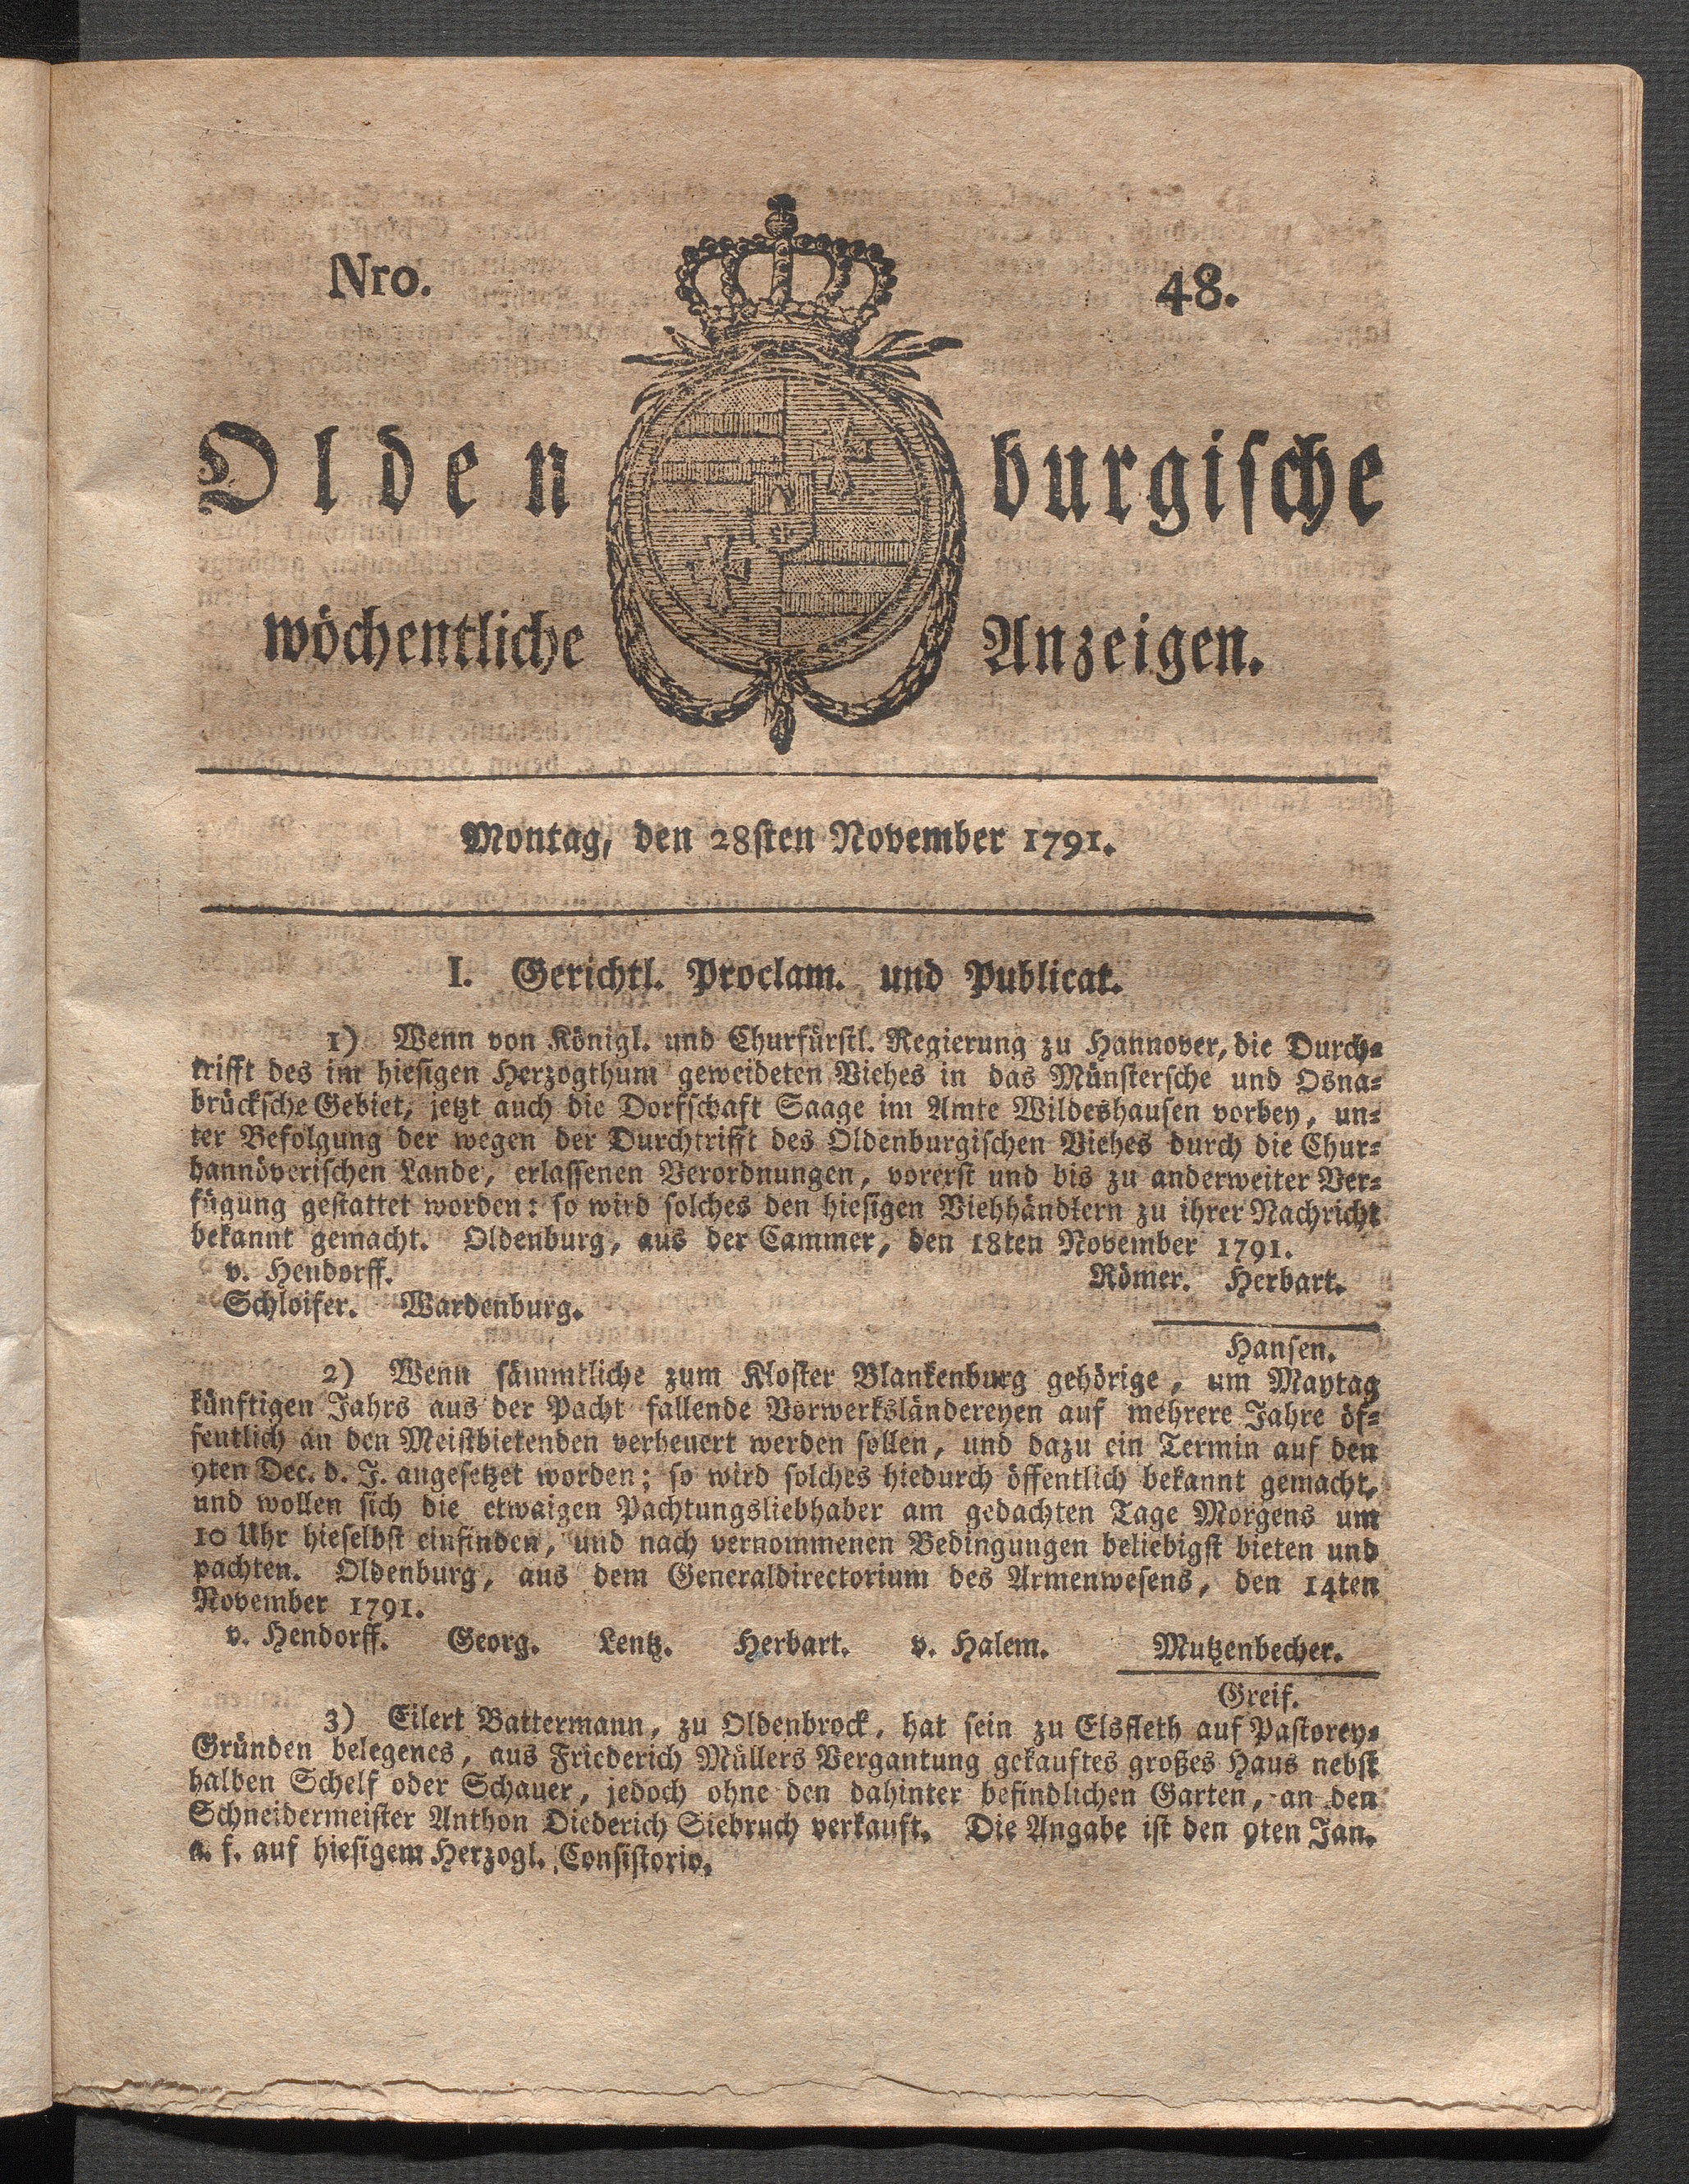 Nro. 48.
Oldenburgische
wöchentliche Anzeigen.
Montag, den 28sten November 1791.
I. Gerichtl. Proclam. und Publicat.
1) Wenn von Königl. und Churfürstl. Regierung zu Hannover, die Durch-
trifft des im hiesigen Herzogthum geweideten Viehes in das Münstersche und Osna-
brücksche Gebiet, jetzt auch die Dorfschaft Saage im Amte Wildeshausen vorbey, un-
ter Befolgung der wegen der Durchtrifft des Oldenburgischen Viehes durch die Chur-
hannöverischen Lande, erlassenen Verordnungen, vorerst und bis zu anderweiter Ver-
fügung gestattet worden: so wird solches den hiesigen Viehhändlern zu ihrer Nachricht
bekannt gemacht. Oldenburg, aus der Cammer, den 18ten November 1791.
v. Hendorff. Römer. Herbart.
Schloifer. Wardenburg.
Hansen.
2) Wenn sämmtliche zum Kloster Blankenburg gehörige, um Maytag
künftigen Jahrs aus der Pacht fallende Vorwerksländereyen auf mehrere Jahre öf-
fentlich an den Meistbietenden verheuert werden sollen, und dazu ein Termin auf den
9ten Dec. d. J. angesetzet worden; so wird solches hiedurch öffentlich bekannt gemacht,
und wollen sich die etwaigen Pachtungsliebhaber am gedachten Tage Morgens um
10 Uhr hieselbst einfinden, und nach vernommenen Bedingungen beliebigst bieten und
pachten. Oldenburg, aus dem Generaldirectorium des Armenwesens, den 14ten
November 1791.
v. Hendorff. Georg. Lentz. Herbart. v. Halem. Mutzenbecher.
Greif.
3) Eilert Battermann, zu Oldenbrock, hat sein zu Elsfleth auf Pastorey-
Gründen belegenes, aus Friederich Müllers Vergantung gekauftes großes Haus nebst
halben Schelf oder Schauer, jedoch ohne den dahinter befindlichen Garten, an den
Schneidermeister Anthon Diederich Siebruch verkauft. Die Angabe ist den 9ten Jan.
a. f. auf hiesigem Herzogl. Consistorio.